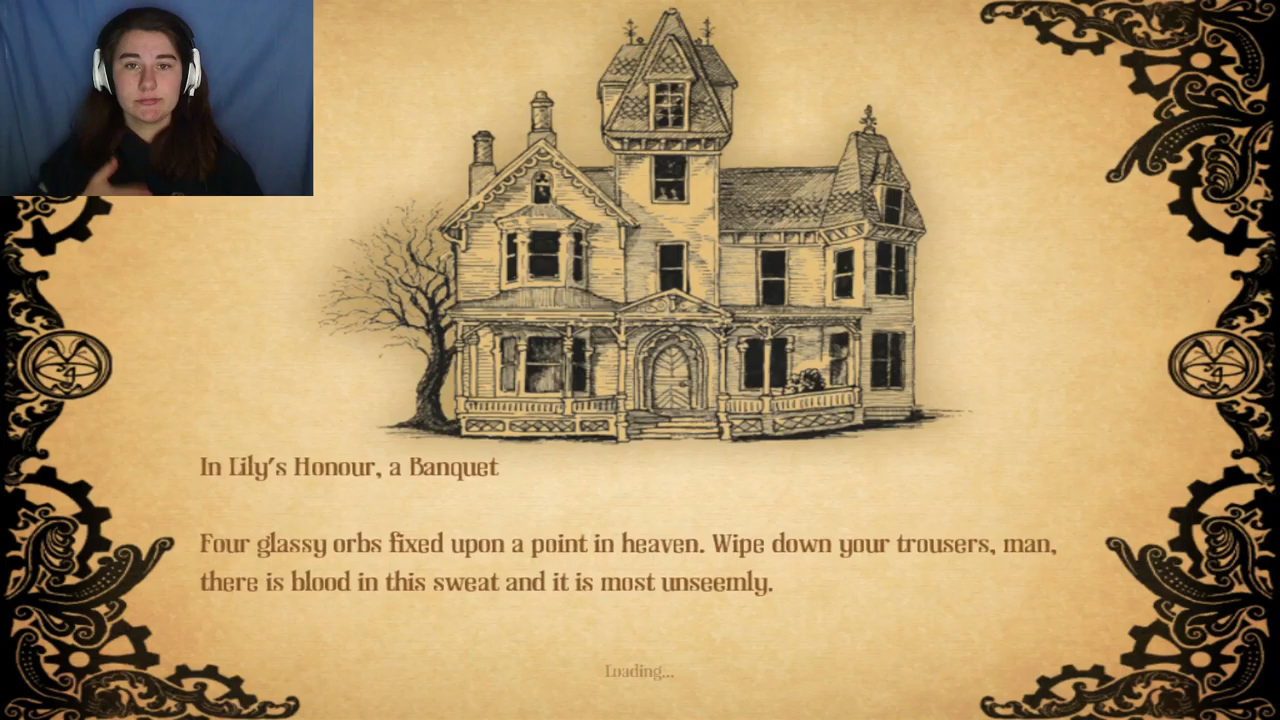 In Lily's Honour, a Banquet
Four glassy orbs fixed upon a point in heaven. Wipe down your trousers, man,
there is blood in this sweat and it is most unseemly.
Loading...